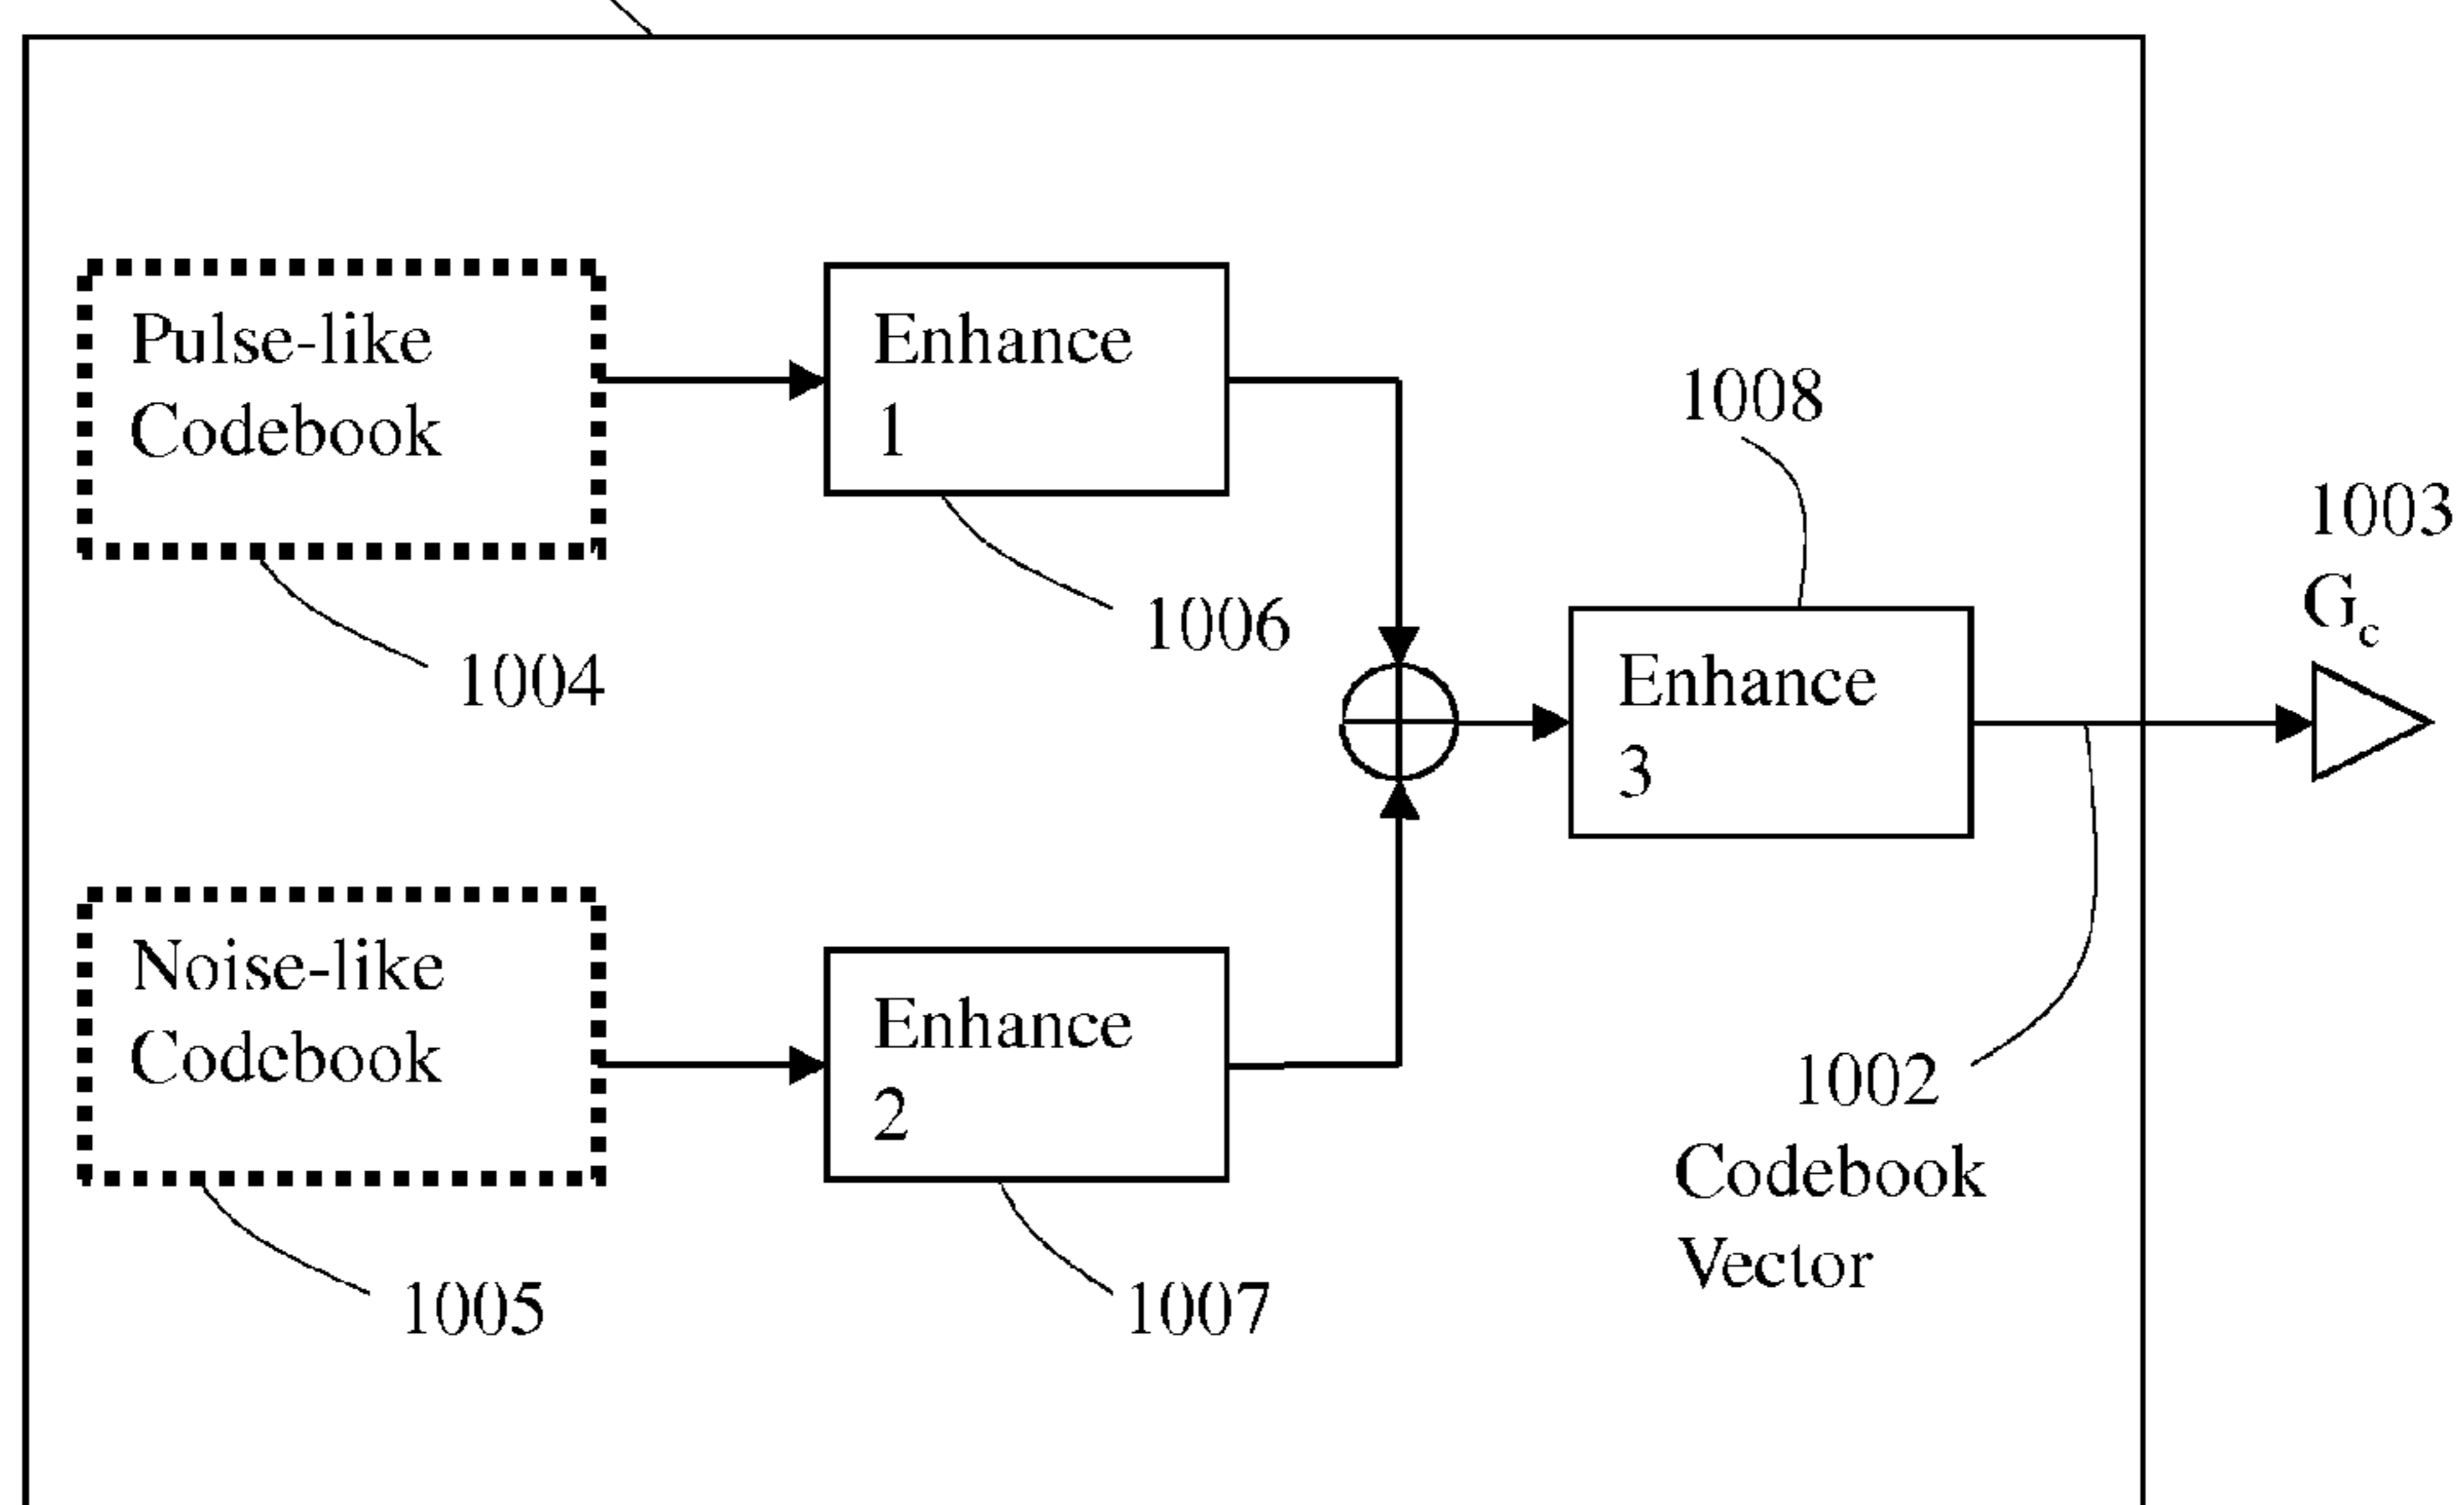 Pulse-like
Codebook
1004
Enhance
1
1006
1008
Enhance
3
1003
G_c
Noise-like
Codebook
1005
Enhance
2
1007
1002
Codebook
Vector